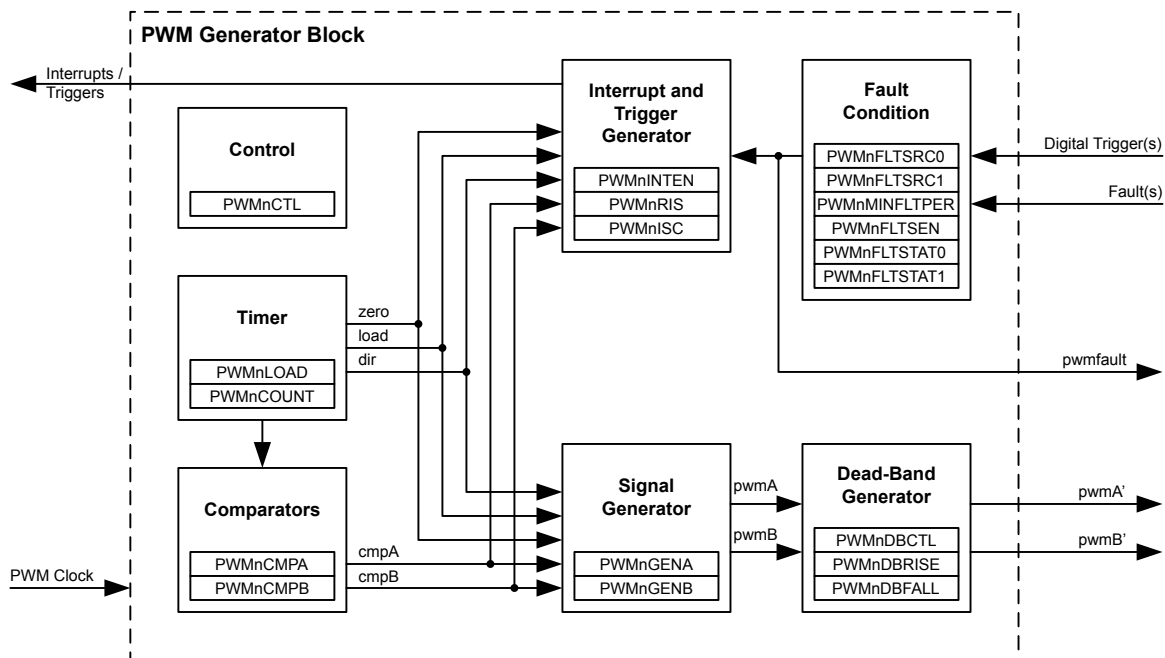 PWM Generator Block
Interrupts /
Triggers
Control
PWMnCTL
Interrupt and
Trigger
Generator
PWMnINTEN
PWMnRIS
PWMnISC
Fault
Condition
PWMnFLTSRC0
PWMnFLTSRC1
PWMnMINFLTPER
PWMnFLTSEN
PWMnFLTSTAT0
PWMnFLTSTAT1
Digital Trigger(s)
Fault(s)
Timer
PWMnLOAD
PWMnCOUNT
zero
load
dir
pwmfault
Comparators
PWMnCMPA
PWMnCMPB
cmpA
cmpB
PWM Clock
Signal
Generator
PWMnGENA
PWMnGENB
pwmA
pwmB
Dead-Band
Generator
PWMnDBCTL
PWMnDBRISE
PWMnDBFALL
pwmA’
pwmB’